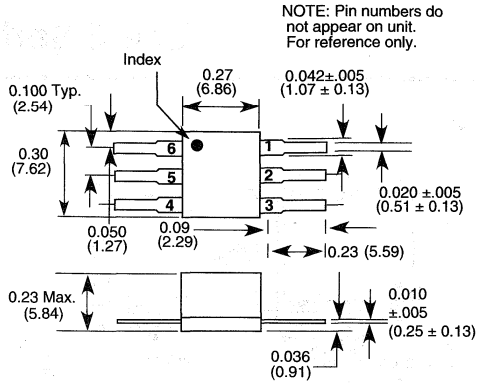 NOTE: Pin numbers do
not appear on unit.
For reference only.
Index
0.27
(6.86)
0.042±.005
(1.07 ± 0.13)
0.100 Typ.
(2.54)
0.30
(7.62)
6
1
5
2
4
3
0.020 ±.005
(0.51 ± 0.13)
0.050
(1.27)
0.09
(2.29)
0.23 (5.59)
0.23 Max.
(5.84)
0.010
±.005
(0.25 ± 0.13)
0.036
(0.91)